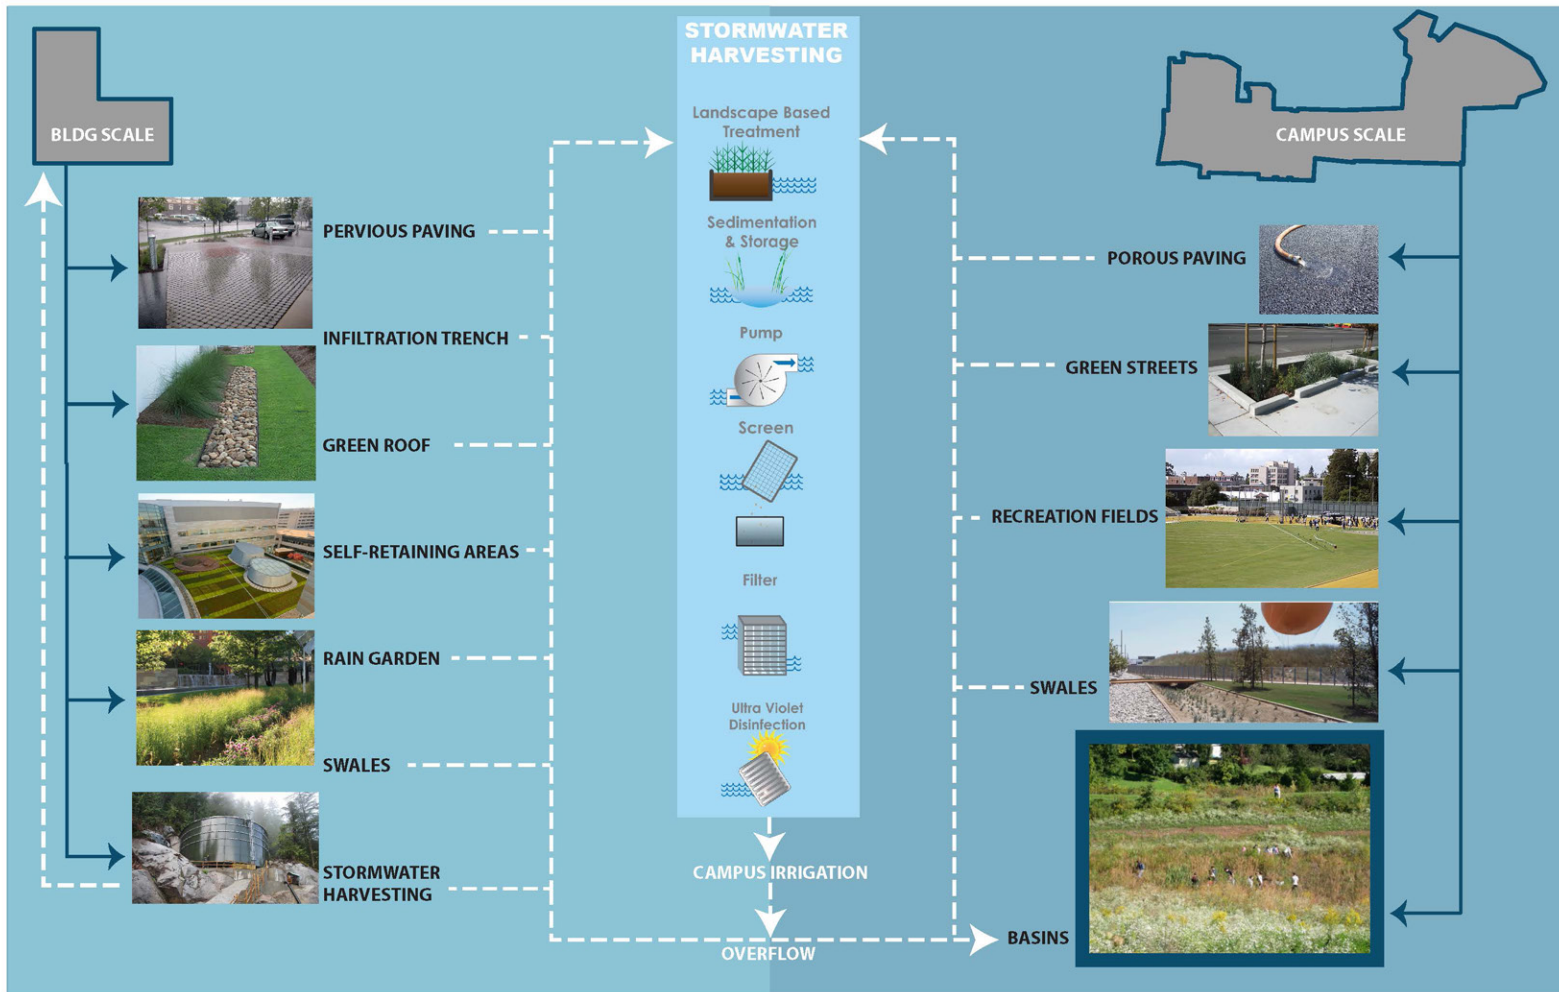 STORMWATER
HARVESTING
BLDG SCALE
CAMPUS SCALE
Landscape Based
Treatment
Sedimentation
& Storage
Pump
Screen
Filter
Ultra Violet
Disinfection
PERVIOUS PAVING
INFILTRATION TRENCH
GREEN ROOF
SELF-RETAINING AREAS
RAIN GARDEN
SWALES
STORMWATER
HARVESTING
POROUS PAVING
GREEN STREETS
RECREATION FIELDS
SWALES
BASINS
CAMPUS IRRIGATION
OVERFLOW